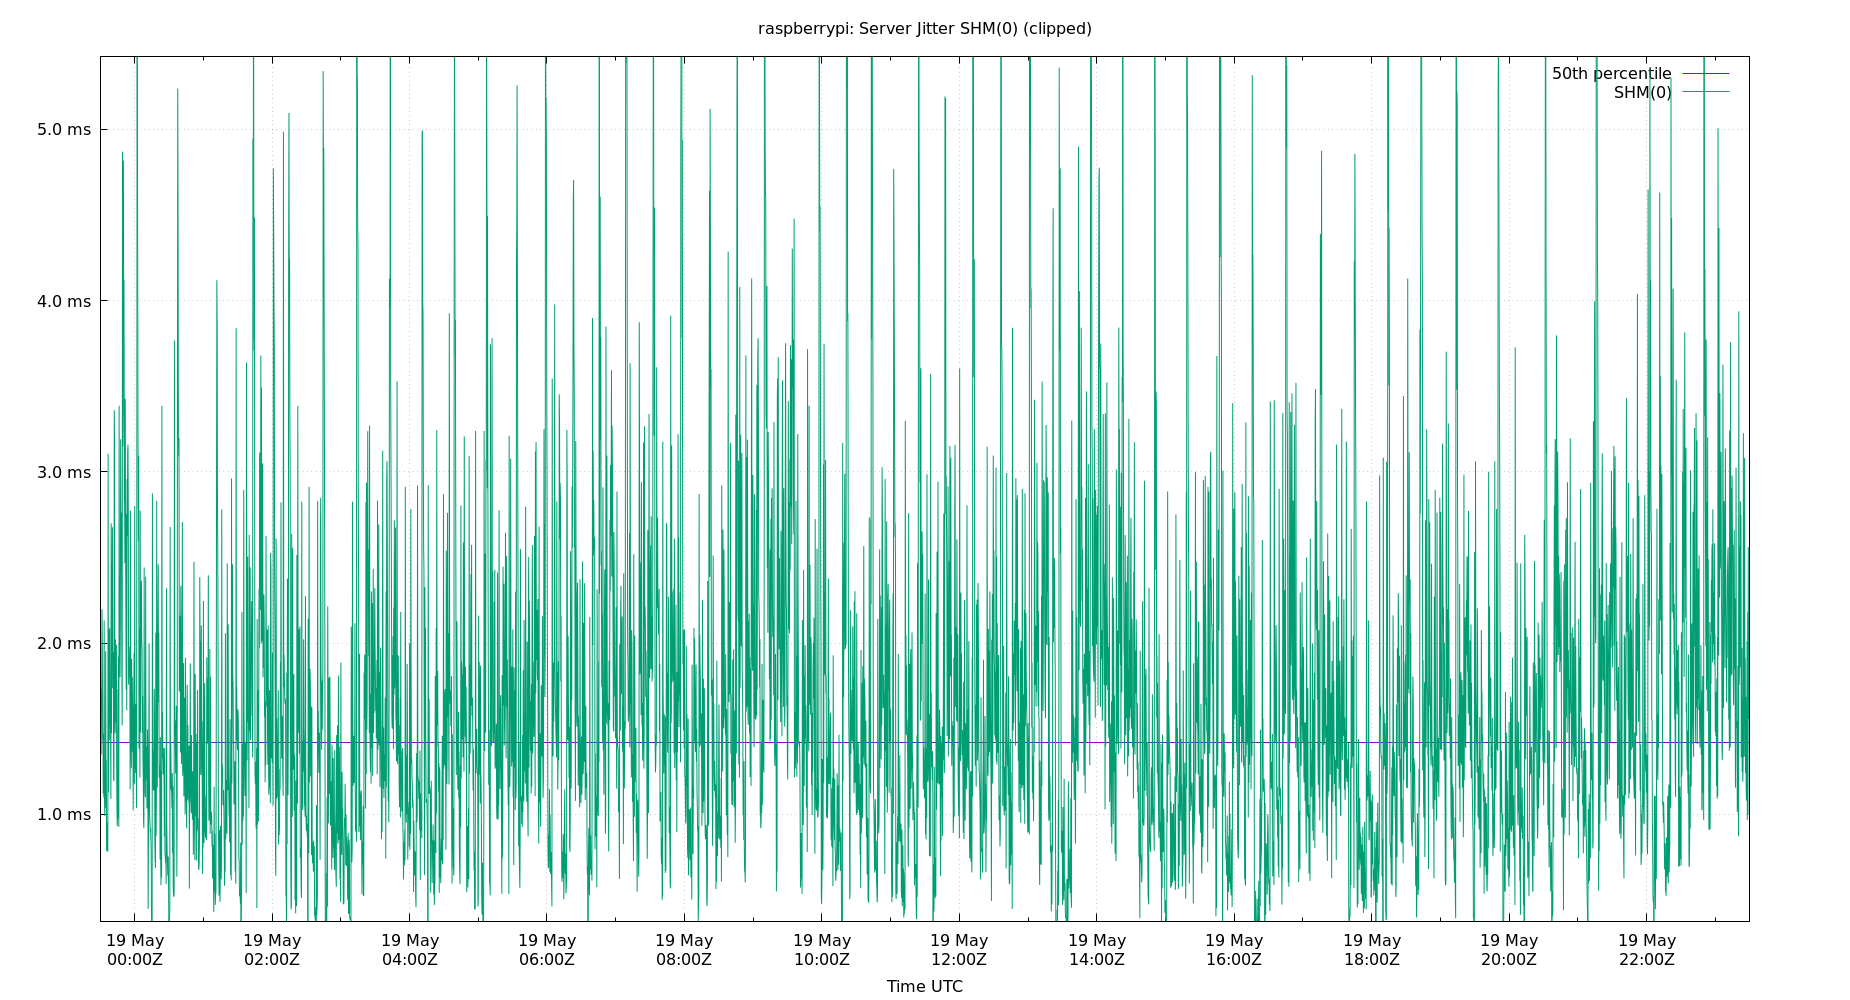 raspberrypi: Server Jitter SHM(0) (clipped)
50th percentile
SHM(0)
5.0 ms
4.0 ms
3.0 ms
2.0 ms
1.0 ms
19 May 19 May 19 May 19 May 19 May 19 May 19 May 19 May 19 May 19 May 19 May 19 May
00:00Z 02:00Z 04:00Z 06:00Z 08:00Z 10:00Z 12:00Z 14:00Z 16:00Z 18:00Z 20:00Z 22:00Z
Time UTC